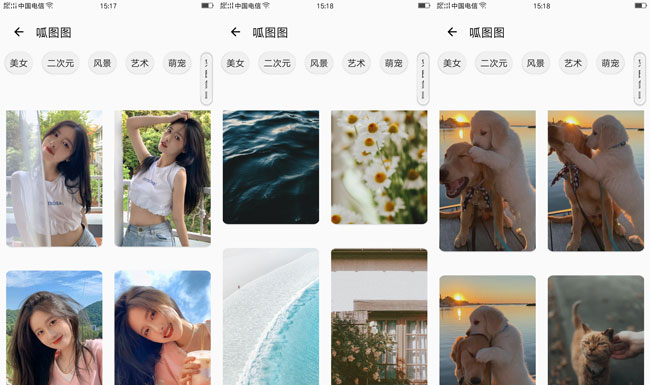 中国电信 15:17
呱图图
美女 二次元 风景 艺术 萌宠
中国电信 15:18
呱图图
美女 二次元 风景 艺术 萌宠
中国电信 15:18
呱图图
美女 二次元 风景 艺术 萌宠